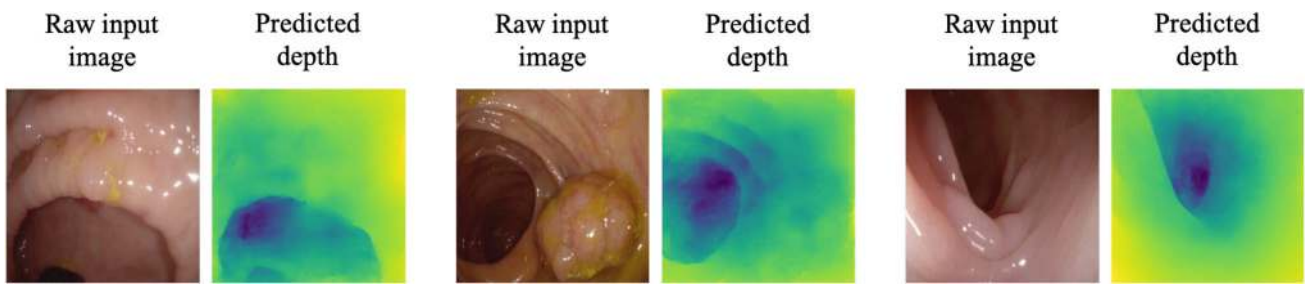 Raw input
image
Predicted
depth
Raw input
image
Predicted
depth
Raw input
image
Predicted
depth